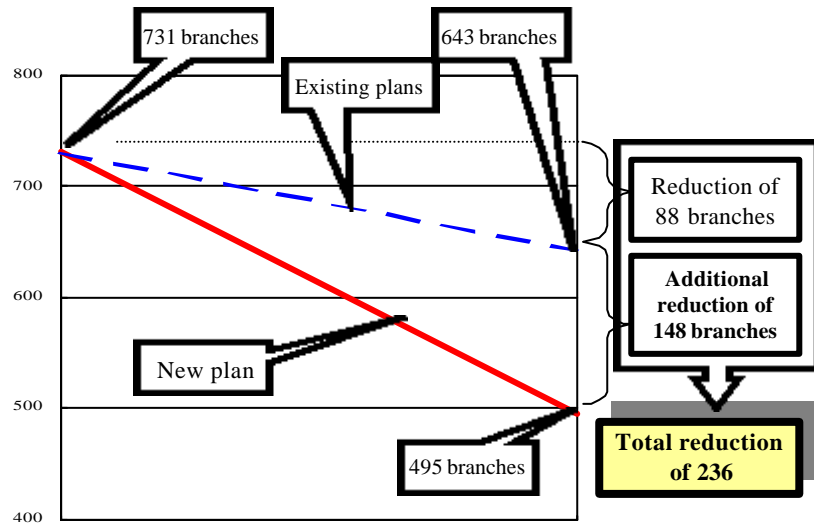 731 branches
643 branches
Existing plans
800
700
600
500
400
Reduction of
88 branches
Additional
reduction of
148 branches
New plan
495 branches
Total reduction
of 236